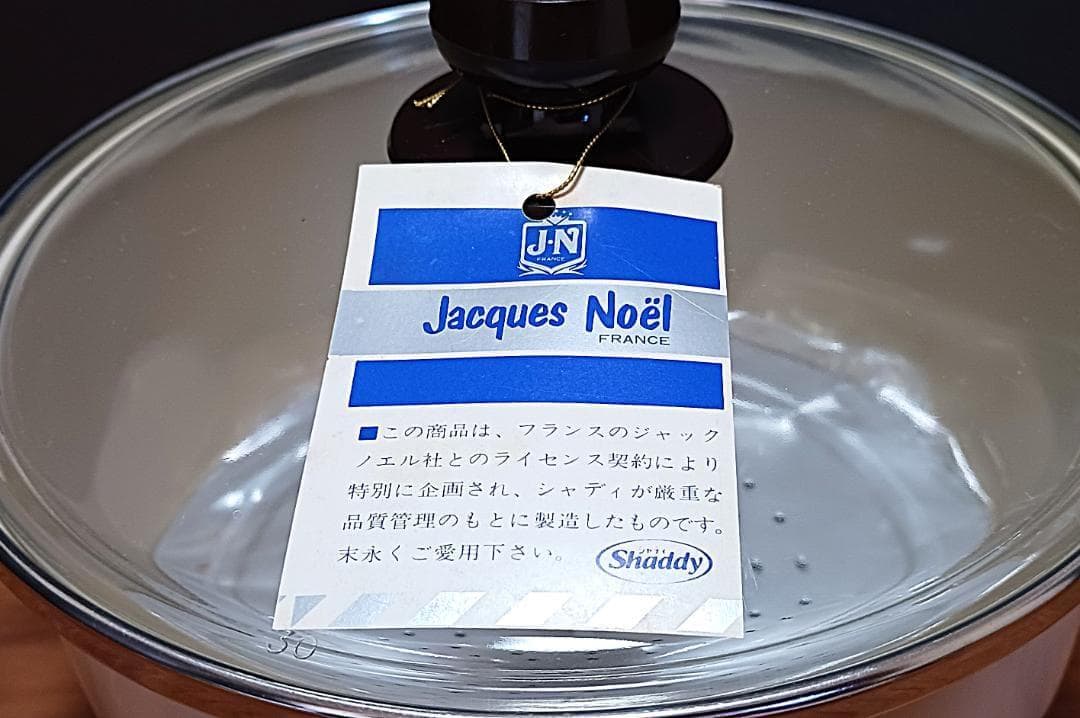 J·N
FRANCE
Jacques Noël
FRANCE
■この商品は、フランスのジャック
ノエル社とのライセンス契約により
特別に企画され、シャディが厳重な
品質管理のもとに製造したものです。
末永くご愛用下さい。
シャディ
Shaddy
30